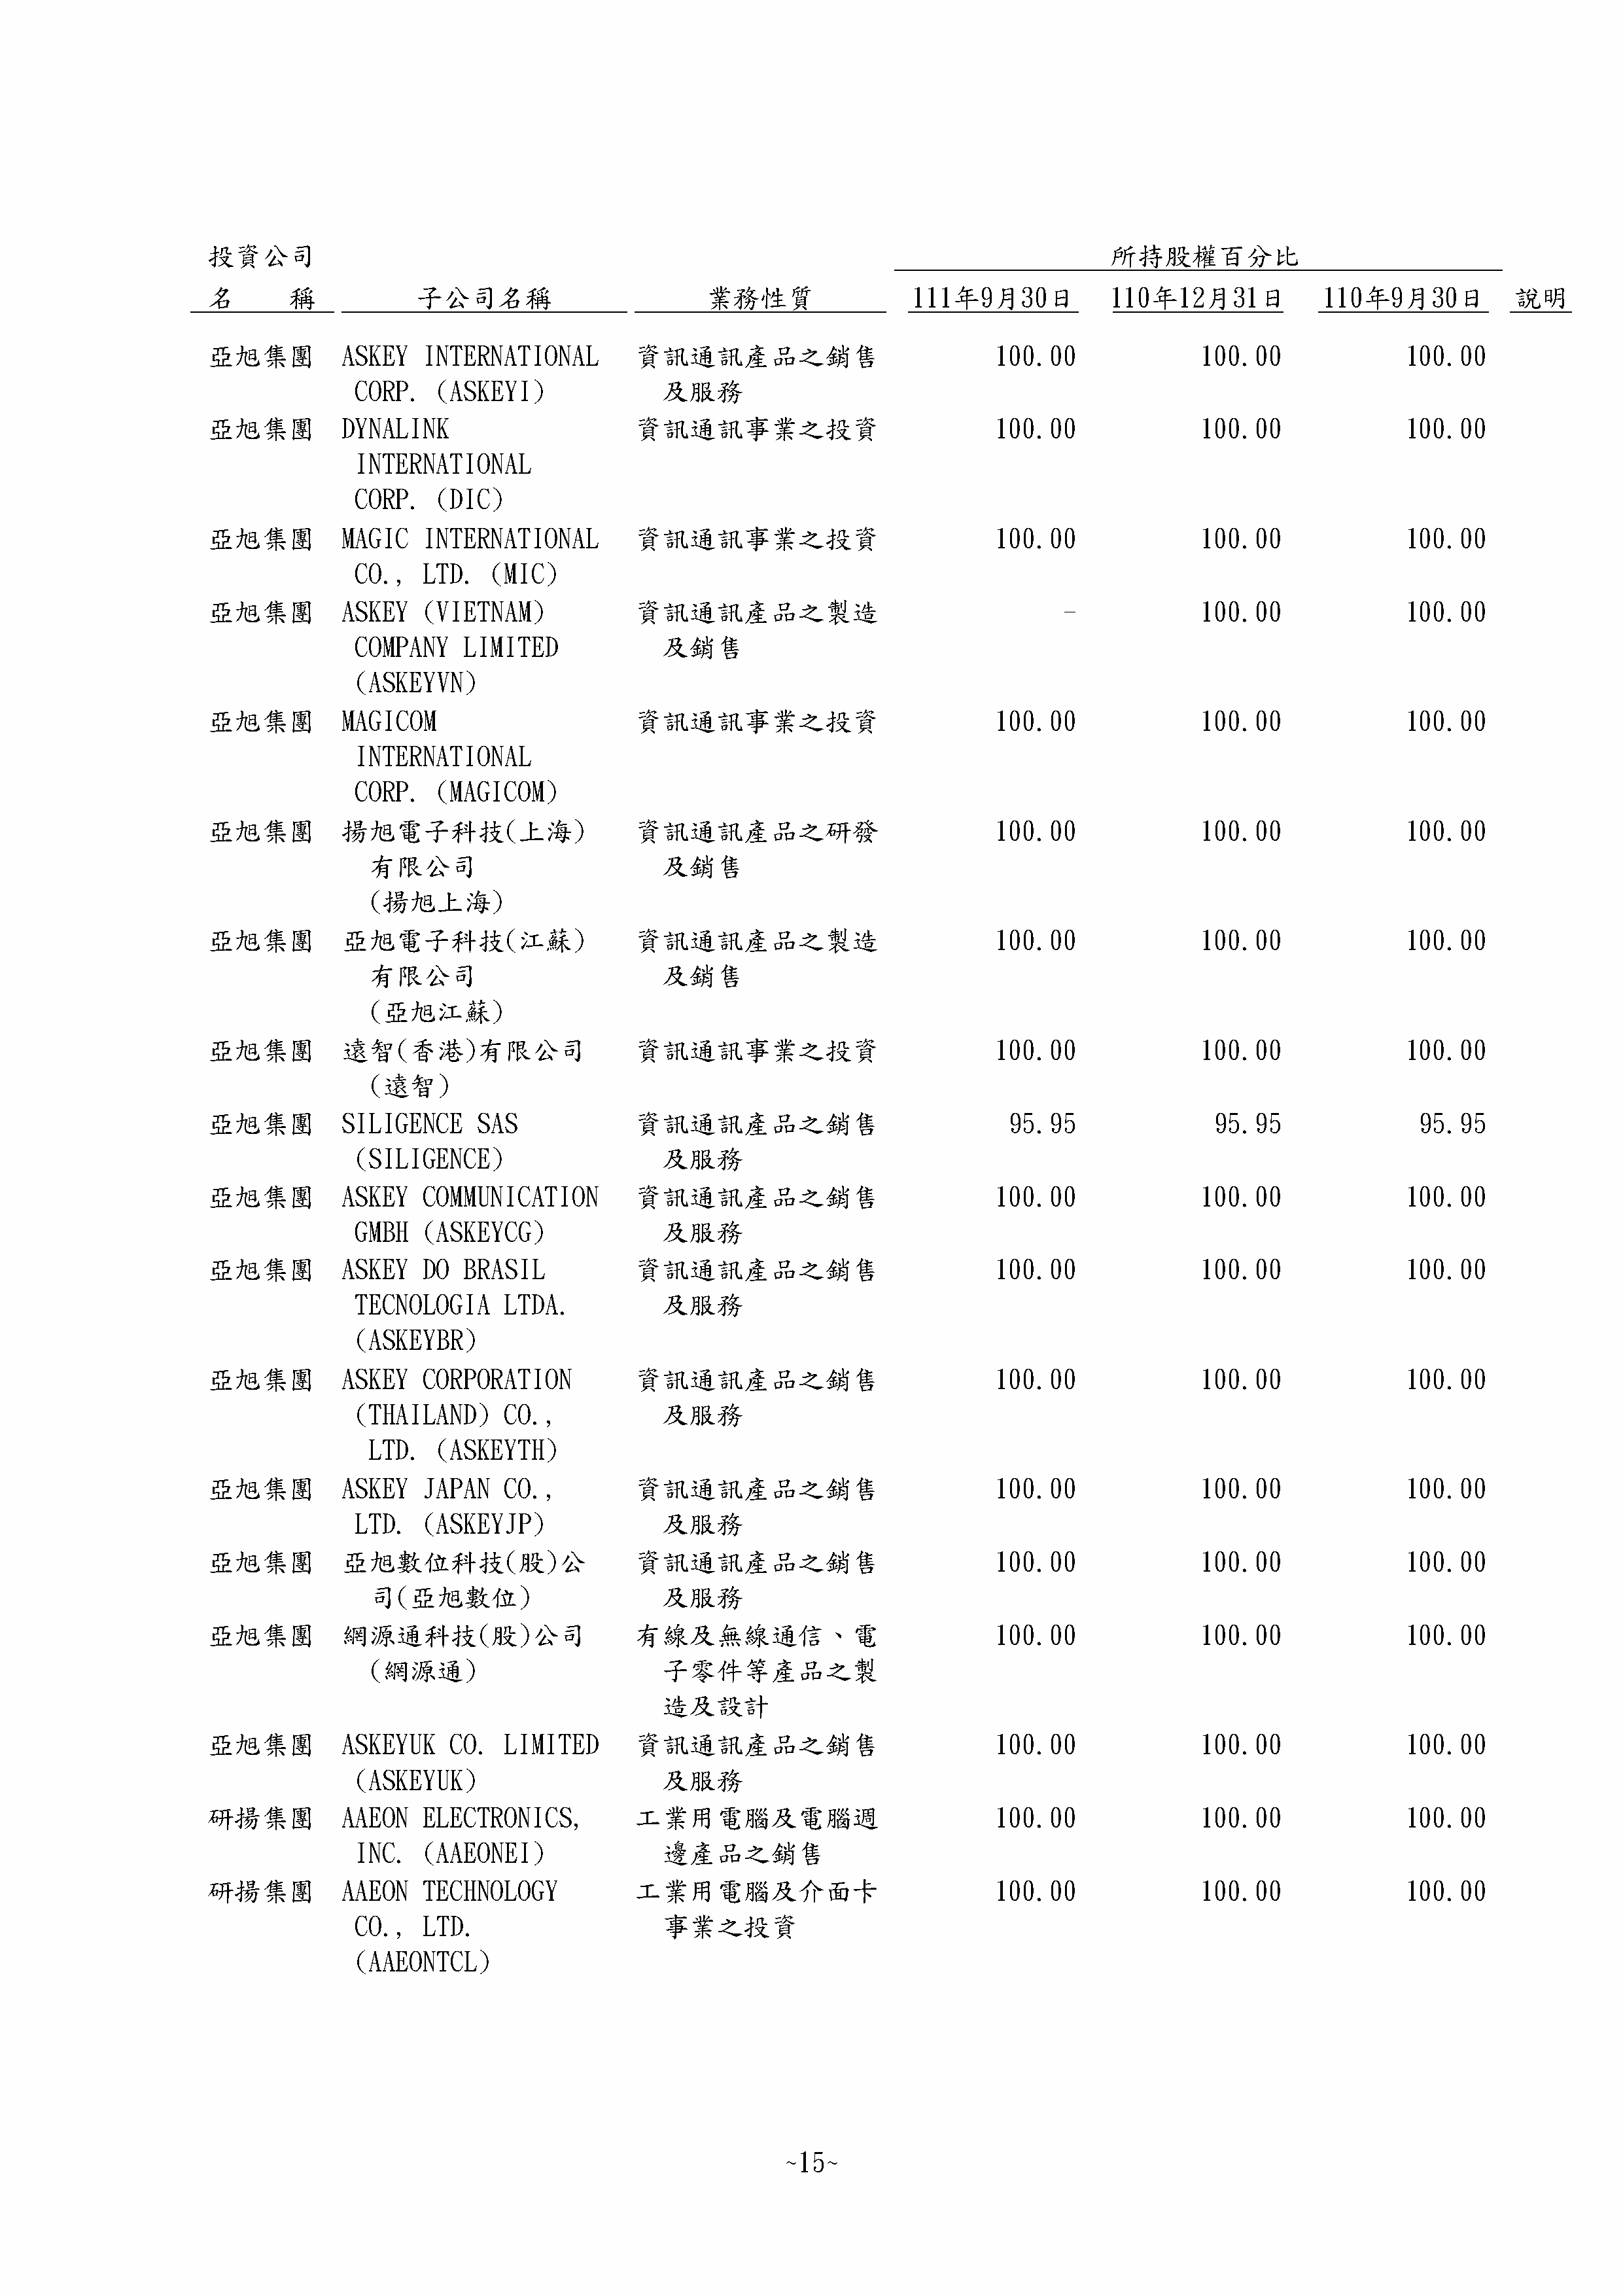 投資公司 所持股權百分比
名 稱 子公司名稱 業務性質 111年9月30日 110年12月31日 110年9月30日 說明
亞旭集團 ASKEY INTERNATIONAL 資訊通訊產品之銷售 100.00 100.00 100.00
CORP. (ASKEYI) 及服務
亞旭集團 DYNALINK 資訊通訊事業之投資 100.00 100.00 100.00
INTERNATIONAL
CORP. (DIC)
亞旭集團 MAGIC INTERNATIONAL 資訊通訊事業之投資 100.00 100.00 100.00
CO., LTD. (MIC)
亞旭集團 ASKEY (VIETNAM) 資訊通訊產品之製造 - 100.00 100.00
COMPANY LIMITED 及銷售
(ASKEYVN)
亞旭集團 MAGICOM 資訊通訊事業之投資 100.00 100.00 100.00
INTERNATIONAL
CORP. (MAGICOM)
亞旭集團 揚旭電子科技(上海) 資訊通訊產品之研發 100.00 100.00 100.00
有限公司 及銷售
(揚旭上海)
亞旭集團 亞旭電子科技(江蘇) 資訊通訊產品之製造 100.00 100.00 100.00
有限公司 及銷售
(亞旭江蘇)
亞旭集團 遠智(香港)有限公司 資訊通訊事業之投資 100.00 100.00 100.00
(遠智)
亞旭集團 SILIGENCE SAS 資訊通訊產品之銷售 95.95 95.95 95.95
(SILIGENCE) 及服務
亞旭集團 ASKEY COMMUNICATION 資訊通訊產品之銷售 100.00 100.00 100.00
GMBH (ASKEYCG) 及服務
亞旭集團 ASKEY DO BRASIL 資訊通訊產品之銷售 100.00 100.00 100.00
TECNOLOGIA LTDA. 及服務
(ASKEYBR)
亞旭集團 ASKEY CORPORATION 資訊通訊產品之銷售 100.00 100.00 100.00
(THAILAND) CO., 及服務
LTD. (ASKEYTH)
亞旭集團 ASKEY JAPAN CO., 資訊通訊產品之銷售 100.00 100.00 100.00
LTD. (ASKEYJP) 及服務
亞旭集團 亞旭數位科技(股)公 資訊通訊產品之銷售 100.00 100.00 100.00
司(亞旭數位) 及服務
亞旭集團 網源通科技(股)公司 有線及無線通信、電 100.00 100.00 100.00
(網源通) 子零件等產品之製
造及設計
亞旭集團 ASKEYUK CO. LIMITED 資訊通訊產品之銷售 100.00 100.00 100.00
(ASKEYUK) 及服務
研揚集團 AAEON ELECTRONICS, 工業用電腦及電腦週 100.00 100.00 100.00
INC. (AAEONEI) 邊產品之銷售
研揚集團 AAEON TECHNOLOGY 工業用電腦及介面卡 100.00 100.00 100.00
CO., LTD. 事業之投資
(AAEONTCL)
~15~